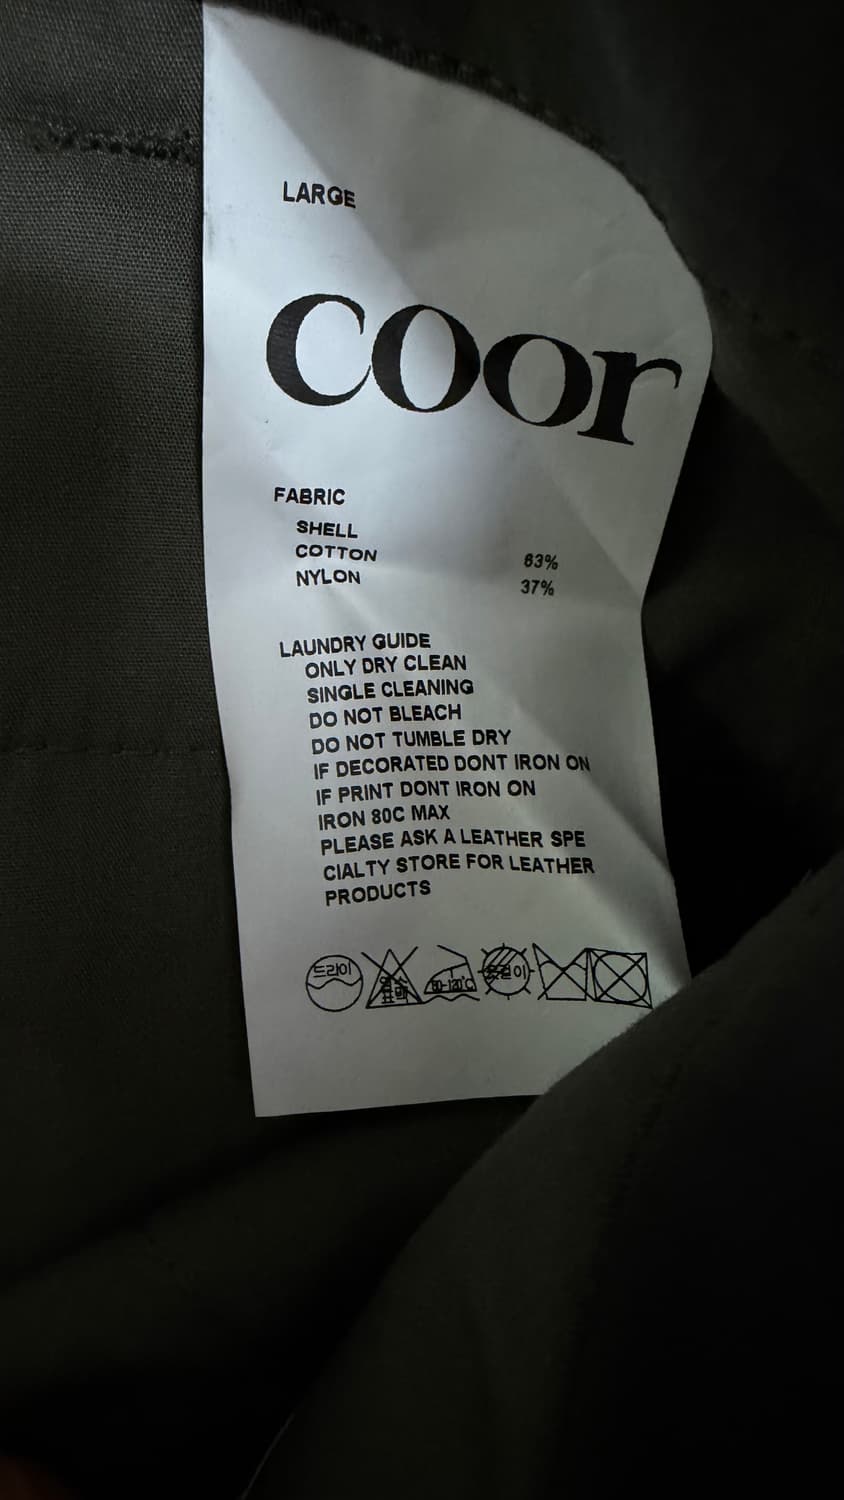 LARGE
coor
FABRIC
SHELL
COTTON 63%
NYLON 37%
LAUNDRY GUIDE
ONLY DRY CLEAN
SINGLE CLEANING
DO NOT BLEACH
DO NOT TUMBLE DRY
IF DECORATED DONT IRON ON
IF PRINT DONT IRON ON
IRON 80C MAX
PLEASE ASK A LEATHER SPE
CIALTY STORE FOR LEATHER
PRODUCTS
드라이 80-120℃